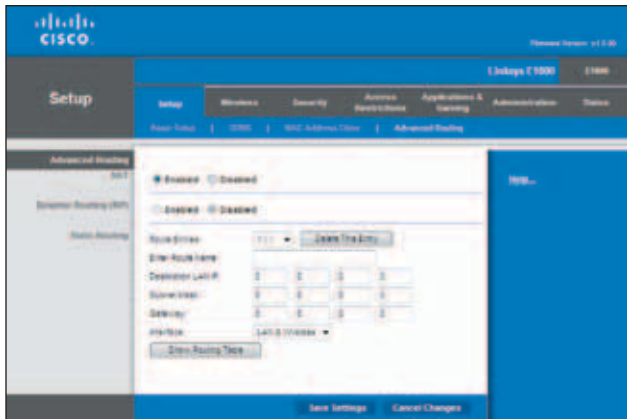 CISCO
Firmware Version: v1.0.00
Linksys E1000
E1000
Setup
Setup
Wireless
Security
Access Restrictions
Applications & Gaming
Administration
Status
Basic Setup | DDNS | MAC Address Clone | Advanced Routing
Advanced Routing
NAT
Enabled Disabled
Help...
Dynamic Routing (RIP)
Enabled Disabled
Static Routing
Route Entries:
Delete This Entry
Enter Route Name:
Destination LAN IP:
Subnet Mask:
Gateway:
Interface: LAN & Wireless
Show Routing Table
Save Settings
Cancel Changes